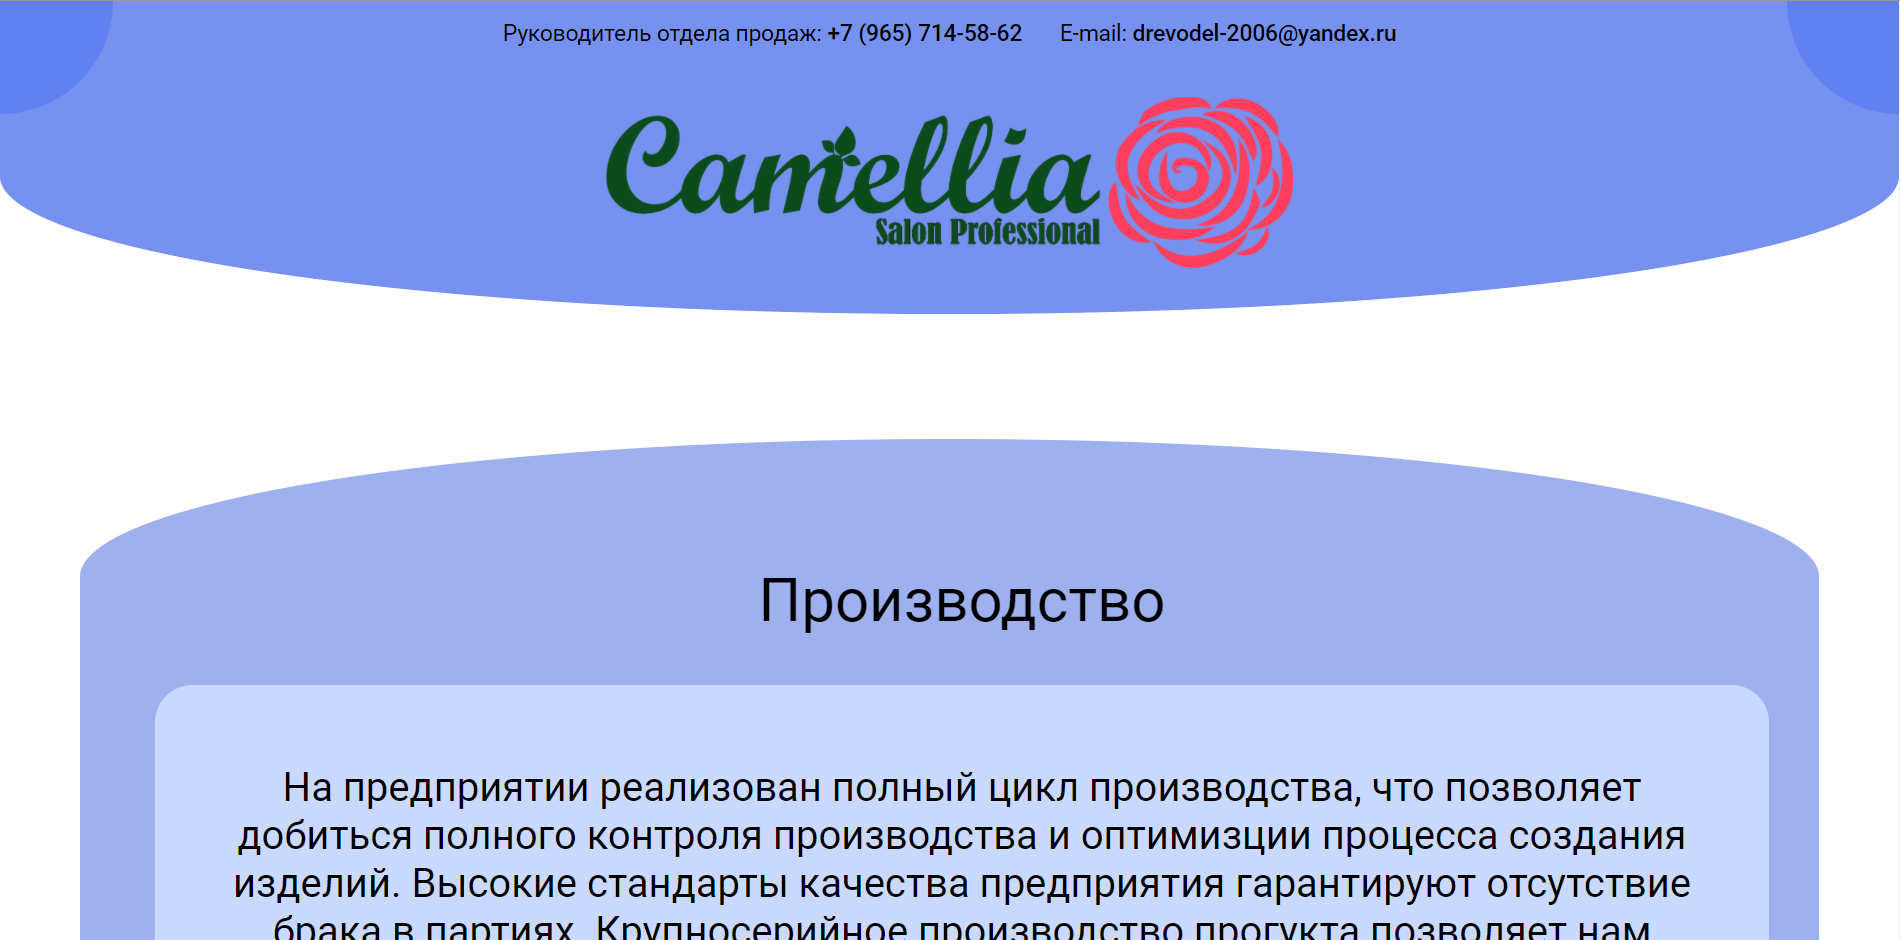 Руководитель отдела продаж: +7 (965) 714-58-62 E-mail: drevodel-2006@yandex.ru
Camellia
Salon Professional
Производство
На предприятии реализован полный цикл производства, что позволяет
добиться полного контроля производства и оптимизции процесса создания
изделий. Высокие стандарты качества предприятия гарантируют отсутствие
брака в партиях. Крупносерийное производство прогукта позволяет нам